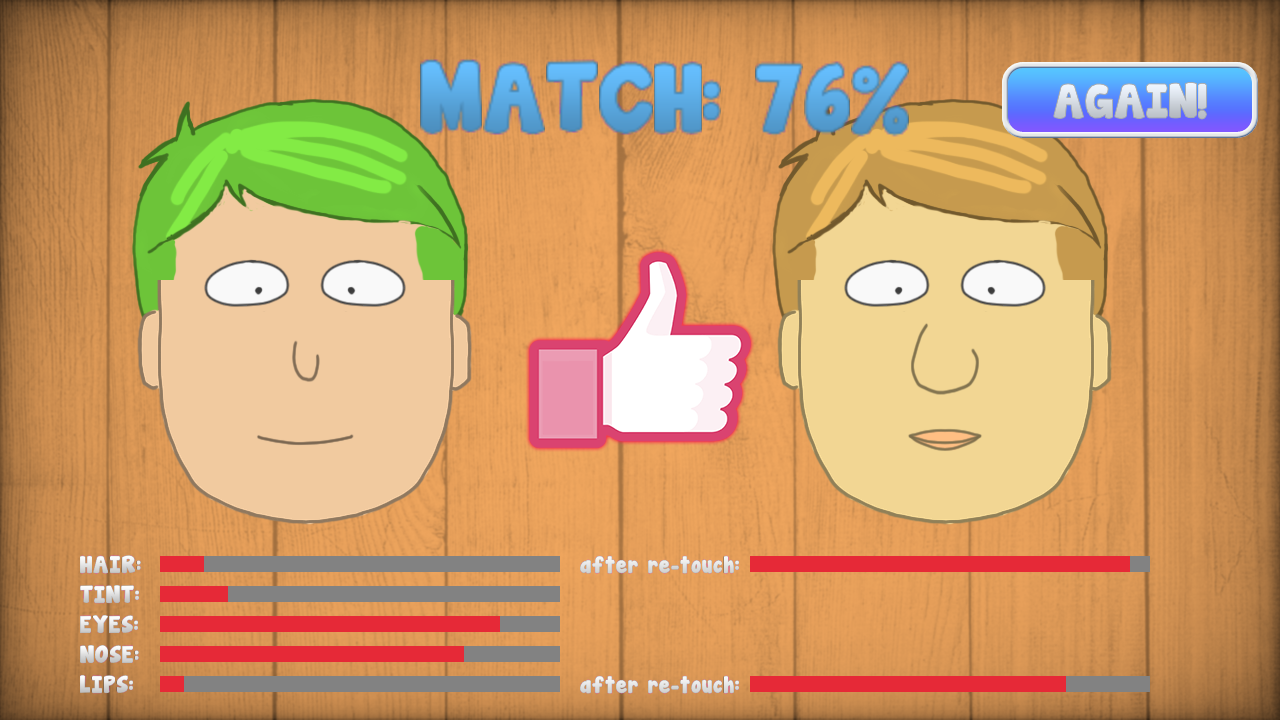 MATCH: 76%
AGAIN!
HAIR:
after re-touch:
TINT:
EYES:
NOSE:
LIPS:
after re-touch: